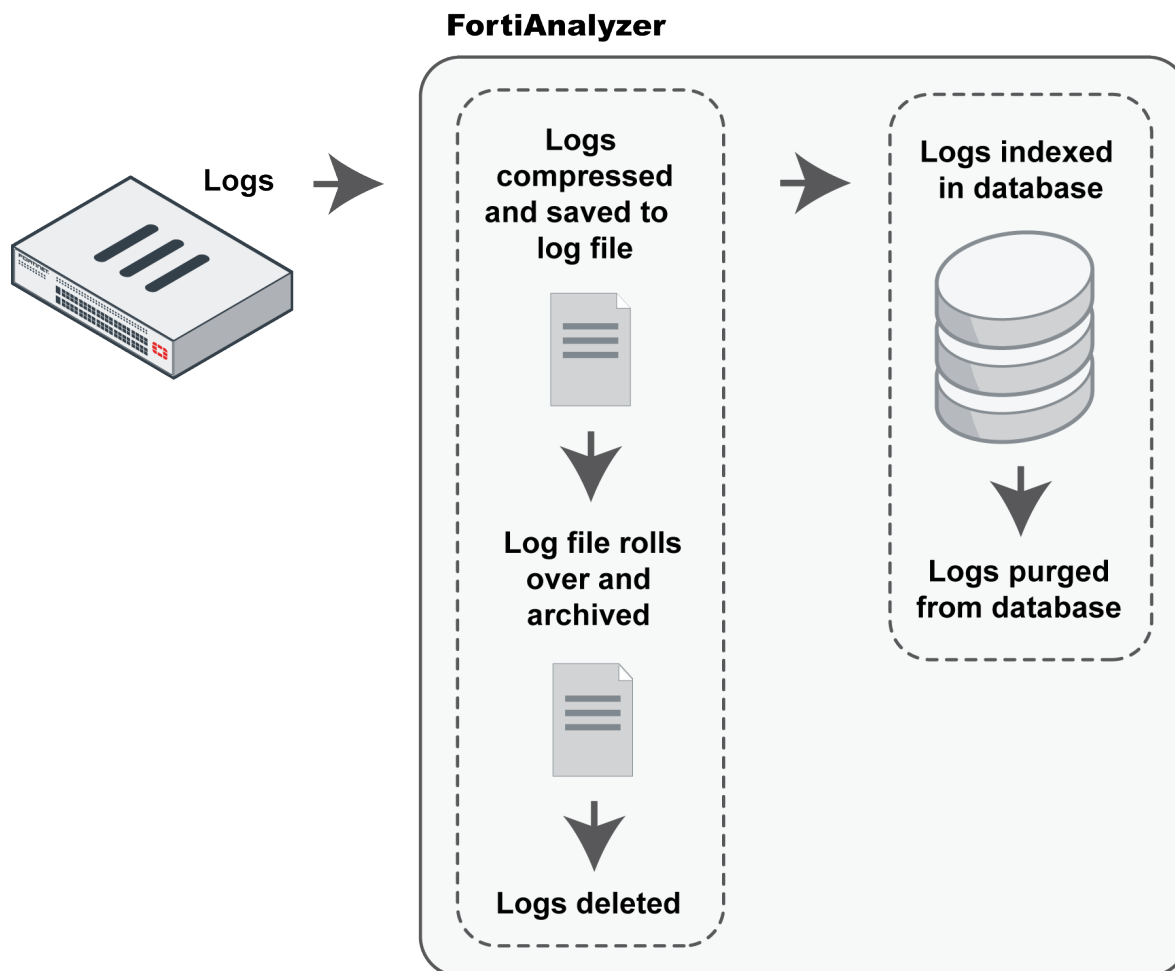 FortiAnalyzer
Logs
FORTINET
Logs
compressed
and saved to
log file
Log file rolls
over and
archived
Logs deleted
Logs indexed
in database
Logs purged
from database